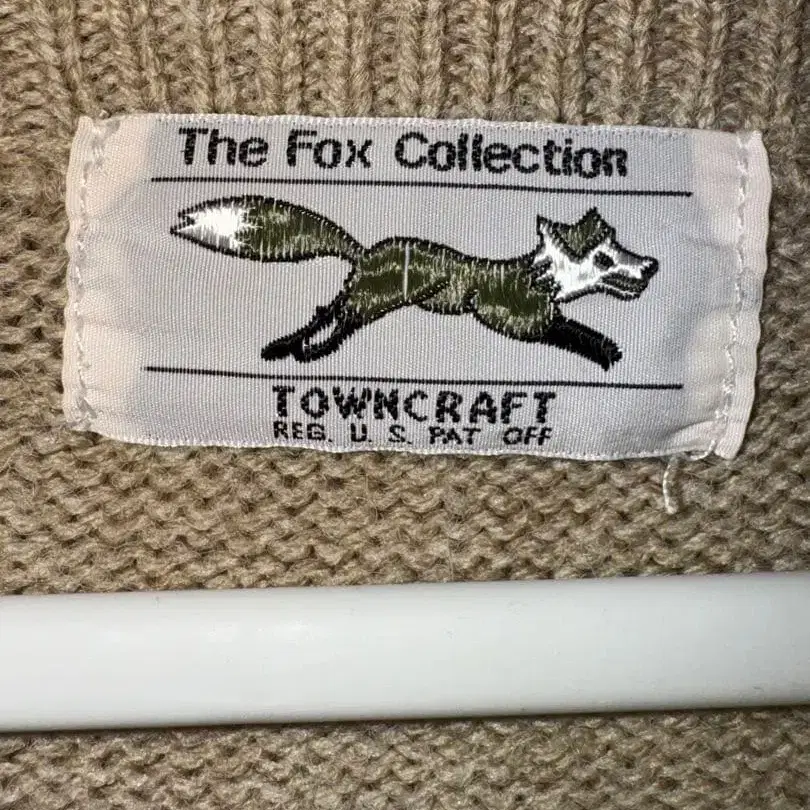 The Fox Collection
TOWNCRAFT
REG. U. S. PAT OFF